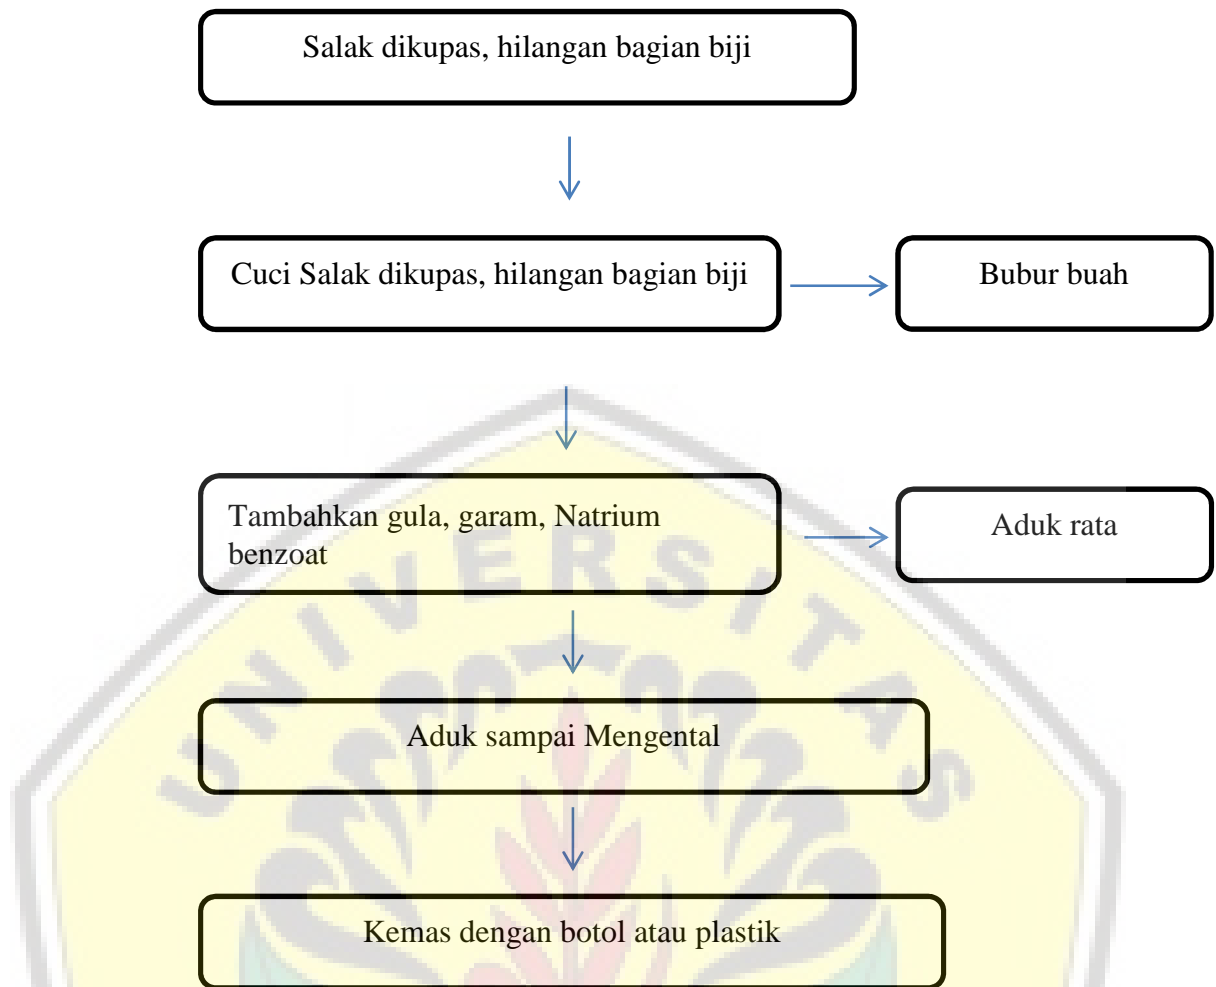 Salak dikupas, hilangan bagian biji
Cuci Salak dikupas, hilangan bagian biji
Bubur buah
Tambahkan gula, garam, Natrium
benzoat
Aduk rata
UNIVERSITAS
Aduk sampai Mengental
Kemas dengan botol atau plastik